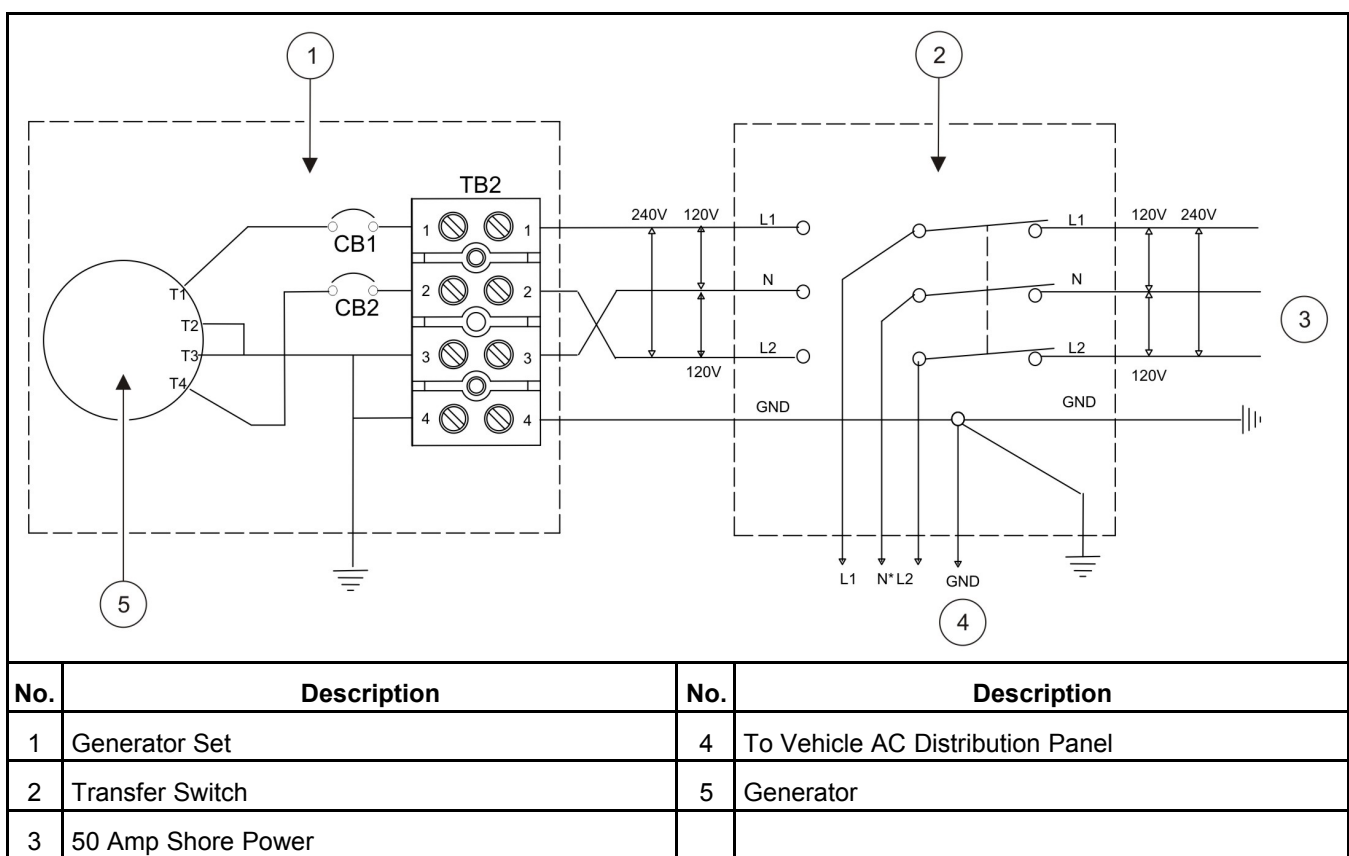 1
2
TB2
CB1
CB2
T1
T2
T3
T4
1 1
2 2
3 3
4 4
240V 120V
120V
L1
N
L2
GND
L1
N
L2
GND
120V 240V
120V
3
L1 N* L2 GND
4
5
No. Description No. Description
1 Generator Set 4 To Vehicle AC Distribution Panel
2 Transfer Switch 5 Generator
3 50 Amp Shore Power